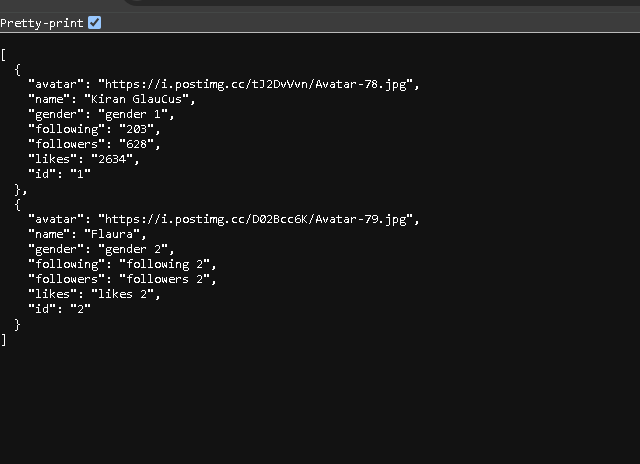 Pretty-print
[
  {
    "avatar": "https://i.postimg.cc/tJ2DvVvn/Avatar-78.jpg",
    "name": "Kiran GlauCus",
    "gender": "gender 1",
    "following": "203",
    "followers": "628",
    "likes": "2634",
    "id": "1"
  },
  {
    "avatar": "https://i.postimg.cc/D02Bcc6K/Avatar-79.jpg",
    "name": "Flaura",
    "gender": "gender 2",
    "following": "following 2",
    "followers": "followers 2",
    "likes": "likes 2",
    "id": "2"
  }
]